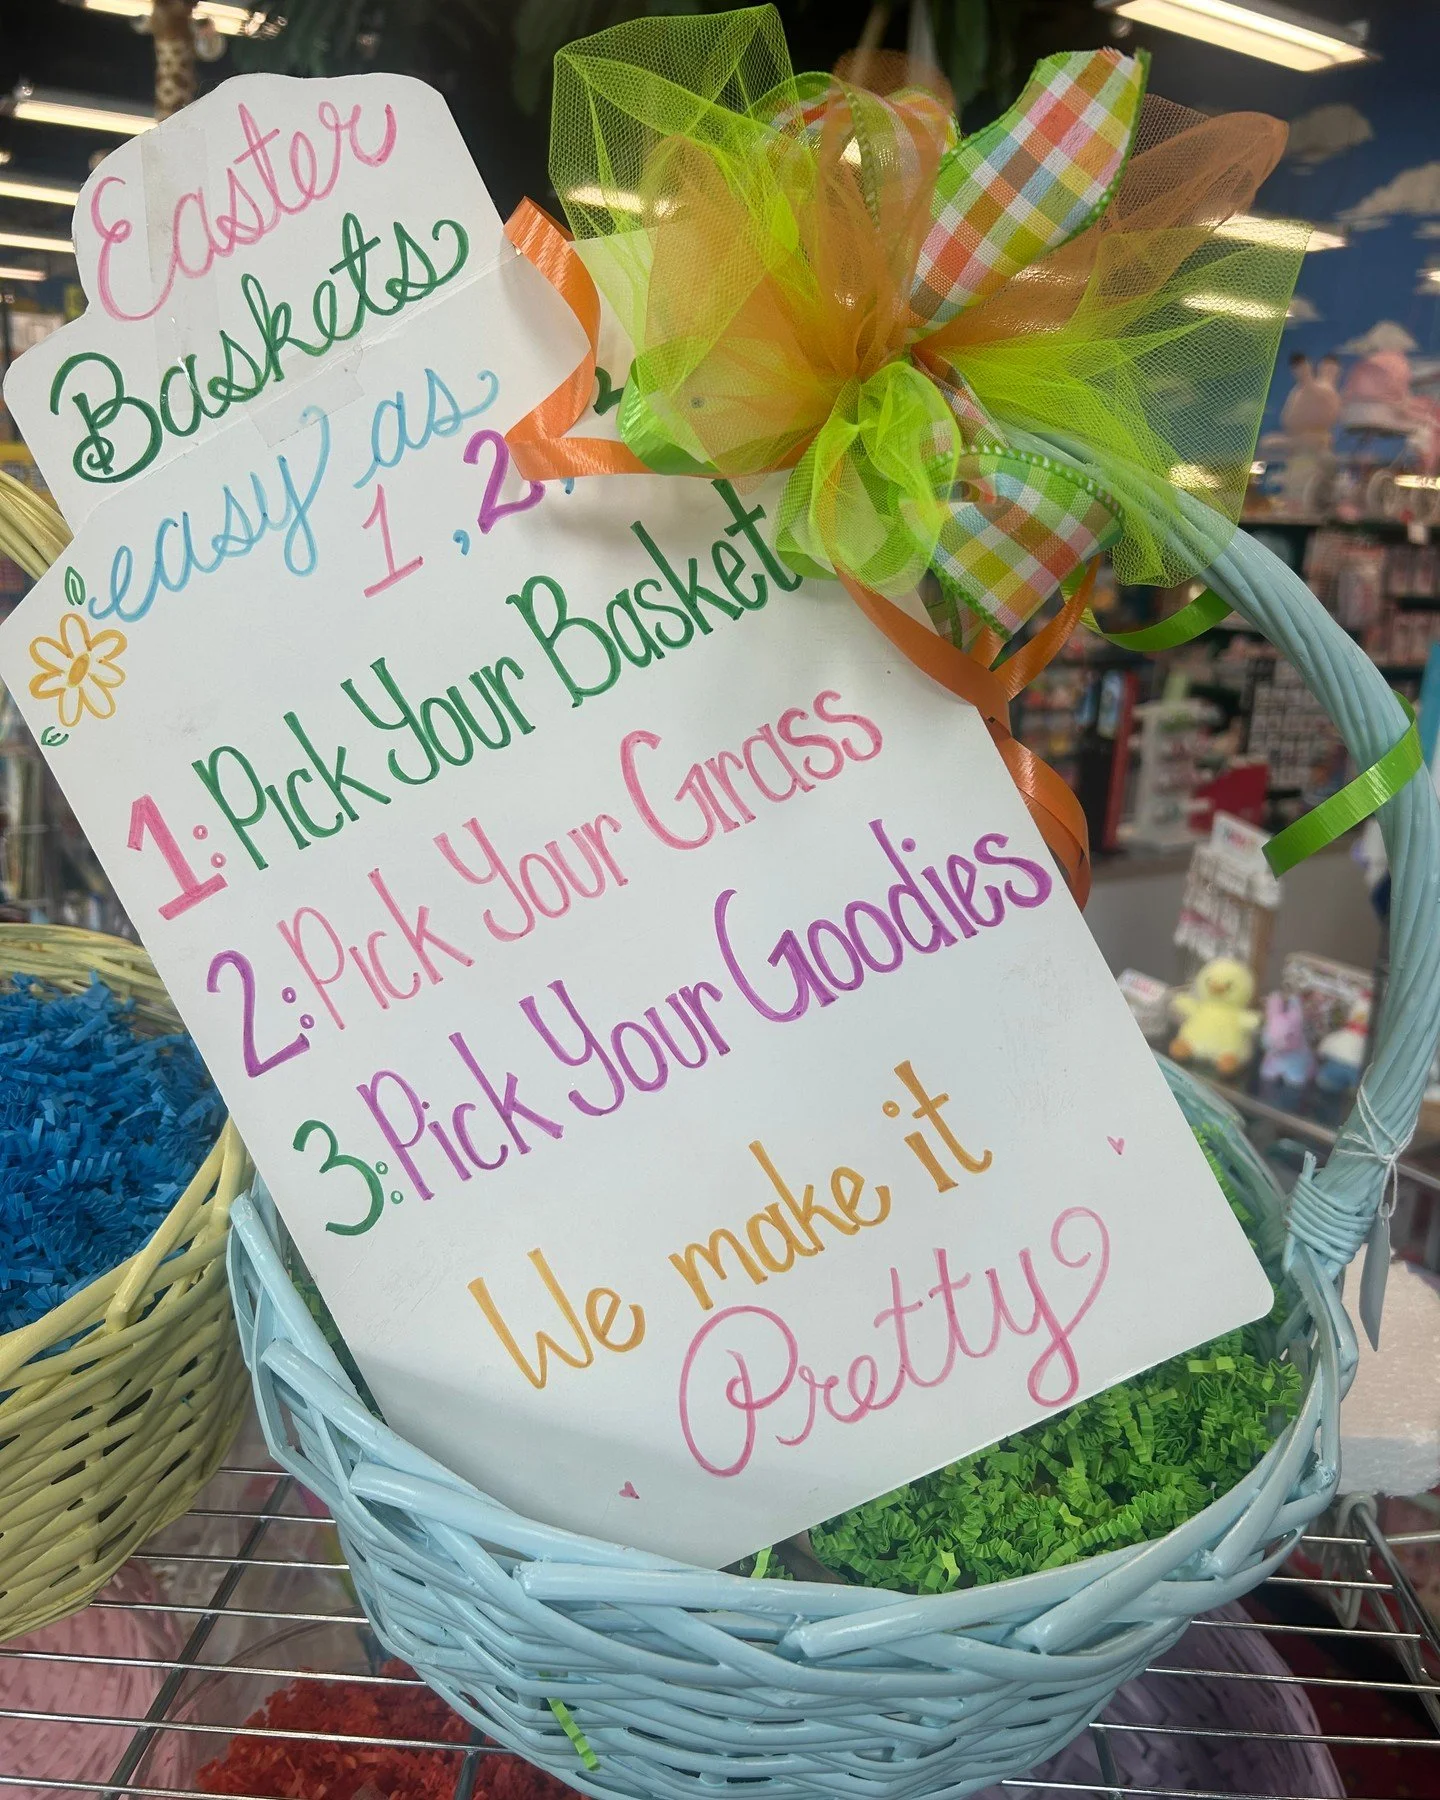 Easter
Baskets
easy as
1, 2,
1: Pick Your Basket
2: Pick Your Grass
3: Pick Your Goodies
We make it
Pretty